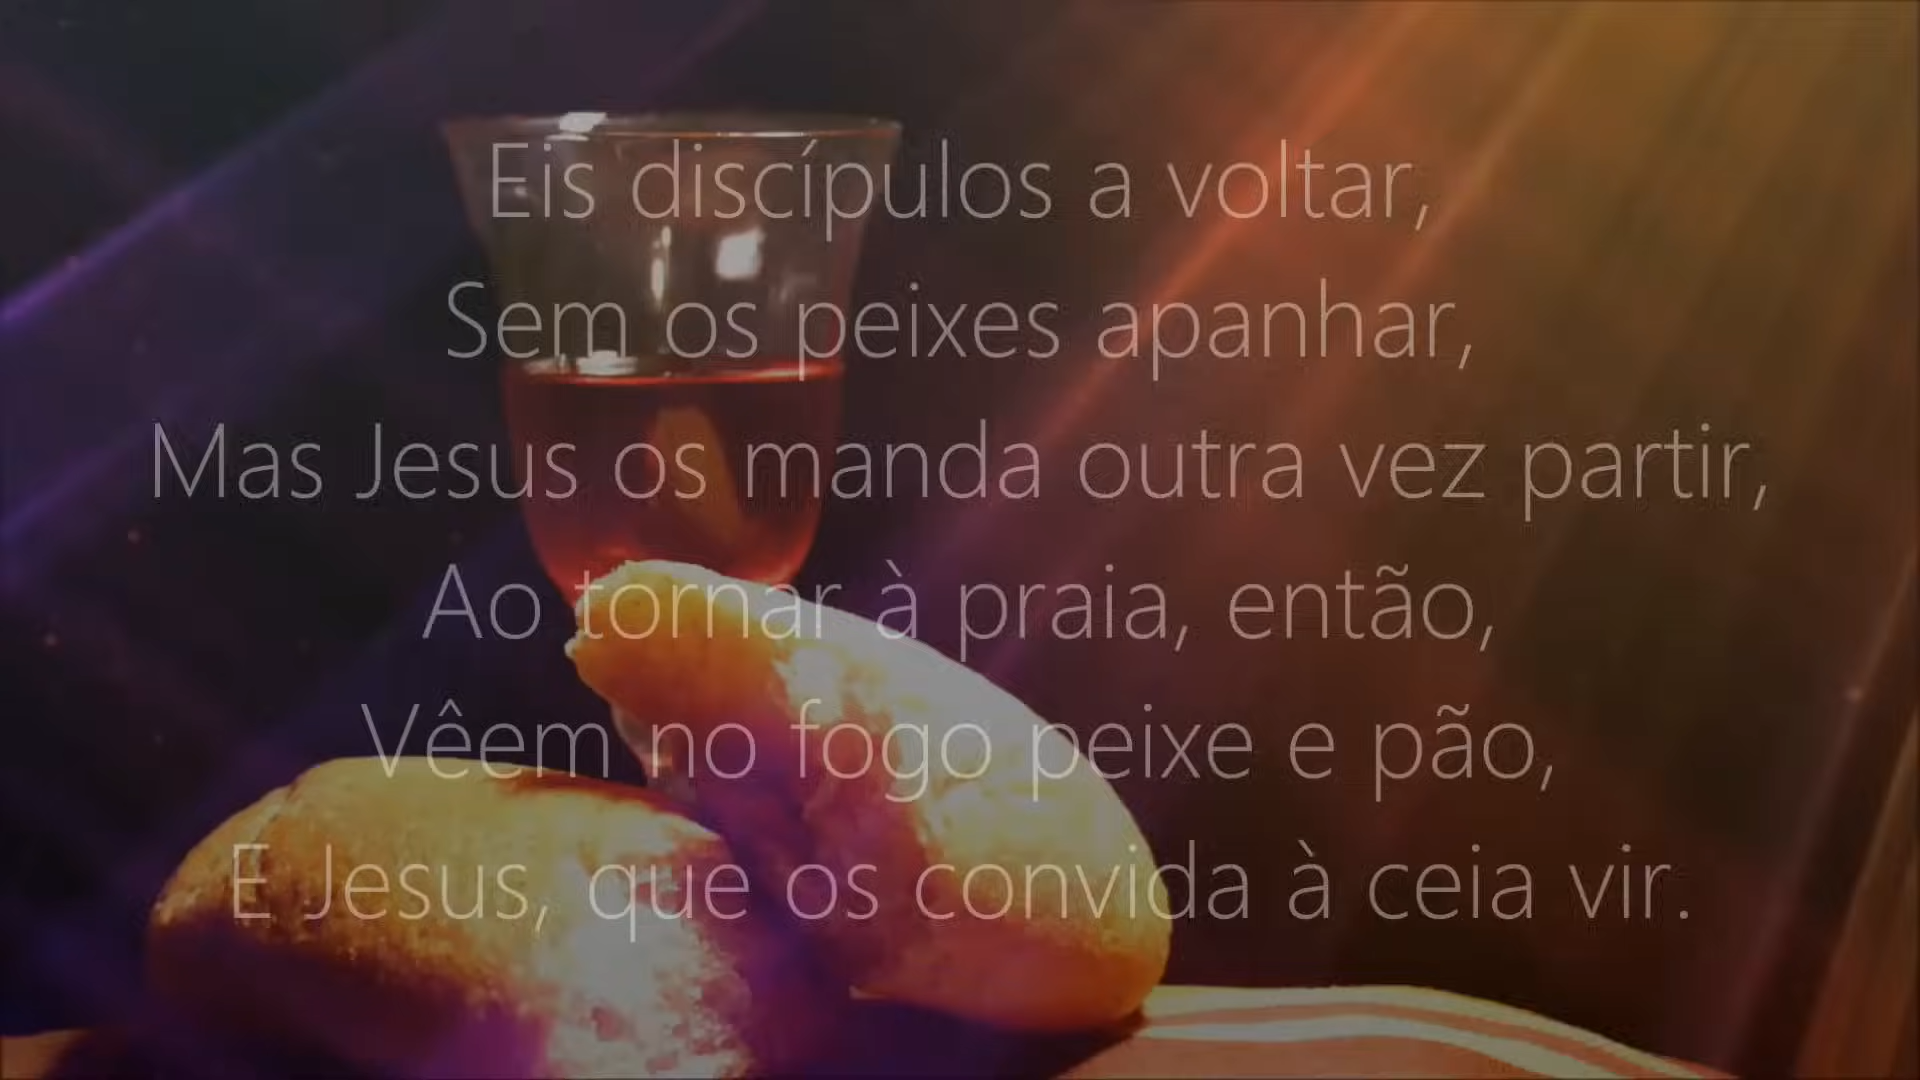 Eis discípulos a voltar,
Sem os peixes apanhar,
Mas Jesus os manda outra vez partir,
Ao tornar à praia, então,
Vêem no fogo peixe e pão,
E Jesus, que os convida à ceia vir.